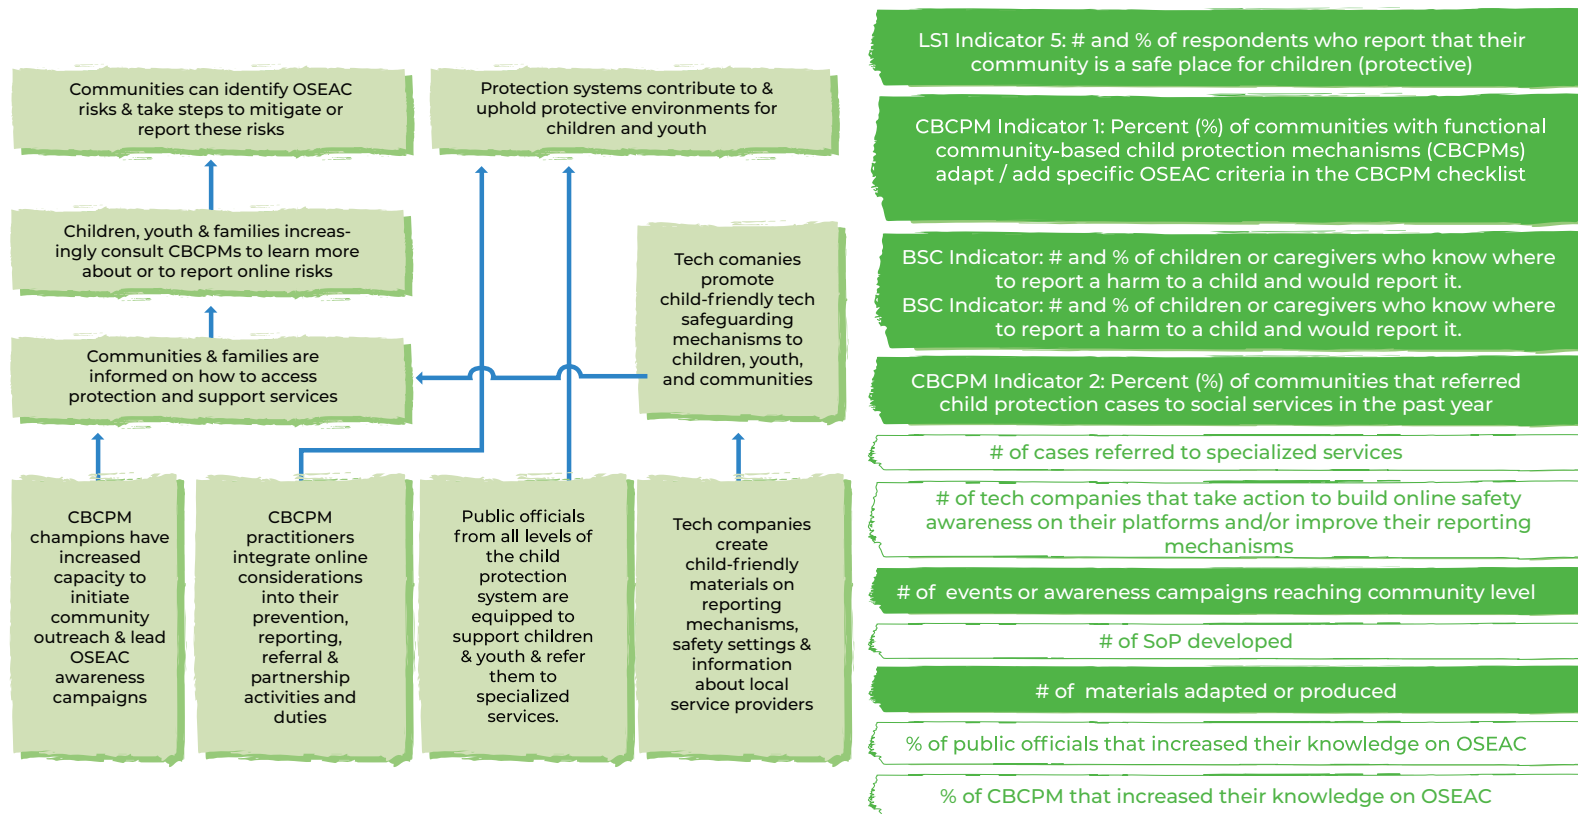 Communities can identify OSEAC
risks & take steps to mitigate or
report these risks
Protection systems contribute to &
uphold protective environments for
children and youth
Children, youth & families increas-
ingly consult CBCPMs to learn more
about or to report online risks
Tech comanies
promote
child-friendly tech
safeguarding
mechanisms to
children, youth,
and communities
Communities & families are
informed on how to access
protection and support services
CBCPM
champions have
increased
capacity to
initiate
community
outreach & lead
OSEAC
awareness
campaigns
CBCPM
practitioners
integrate online
considerations
into their
prevention,
reporting,
referral &
partnership
activities and
duties
Public officials
from all levels of
the child
protection
system are
equipped to
support children
& youth & refer
them to
specialized
services.
Tech companies
create
child-friendly
materials on
reporting
mechanisms,
safety settings &
information
about local
service providers
LS1 Indicator 5: # and % of respondents who report that their
community is a safe place for children (protective)
CBCPM Indicator 1: Percent (%) of communities with functional
community-based child protection mechanisms (CBCPMs)
adapt / add specific OSEAC criteria in the CBCPM checklist
BSC Indicator: # and % of children or caregivers who know where
to report a harm to a child and would report it.
BSC Indicator: # and % of children or caregivers who know where
to report a harm to a child and would report it.
CBCPM Indicator 2: Percent (%) of communities that referred
child protection cases to social services in the past year
# of cases referred to specialized services
# of tech companies that take action to build online safety
awareness on their platforms and/or improve their reporting
mechanisms
# of events or awareness campaigns reaching community level
# of SoP developed
# of materials adapted or produced
% of public officials that increased their knowledge on OSEAC
% of CBCPM that increased their knowledge on OSEAC